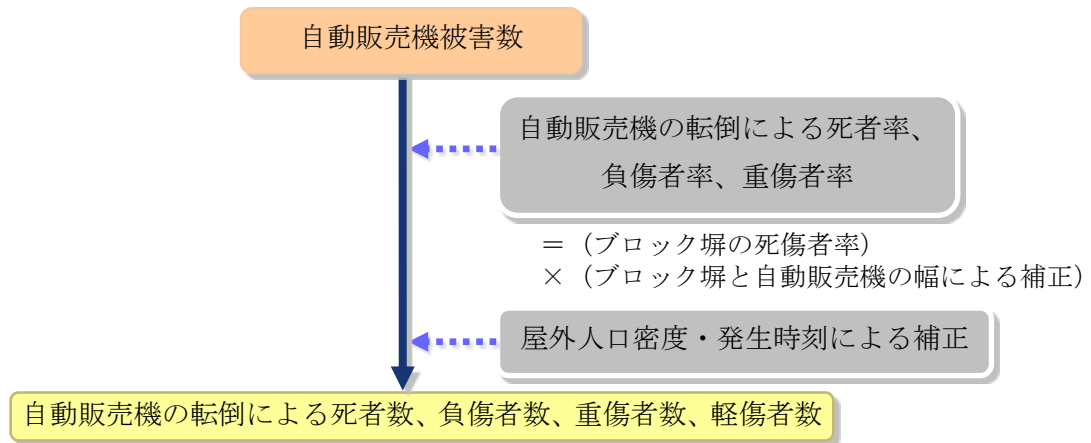 自動販売機被害数
自動販売機の転倒による死者率、
負傷者率、重傷者率
＝（ブロック塀の死傷者率）
×（ブロック塀と自動販売機の幅による補正）
屋外人口密度・発生時刻による補正
自動販売機の転倒による死者数、負傷者数、重傷者数、軽傷者数